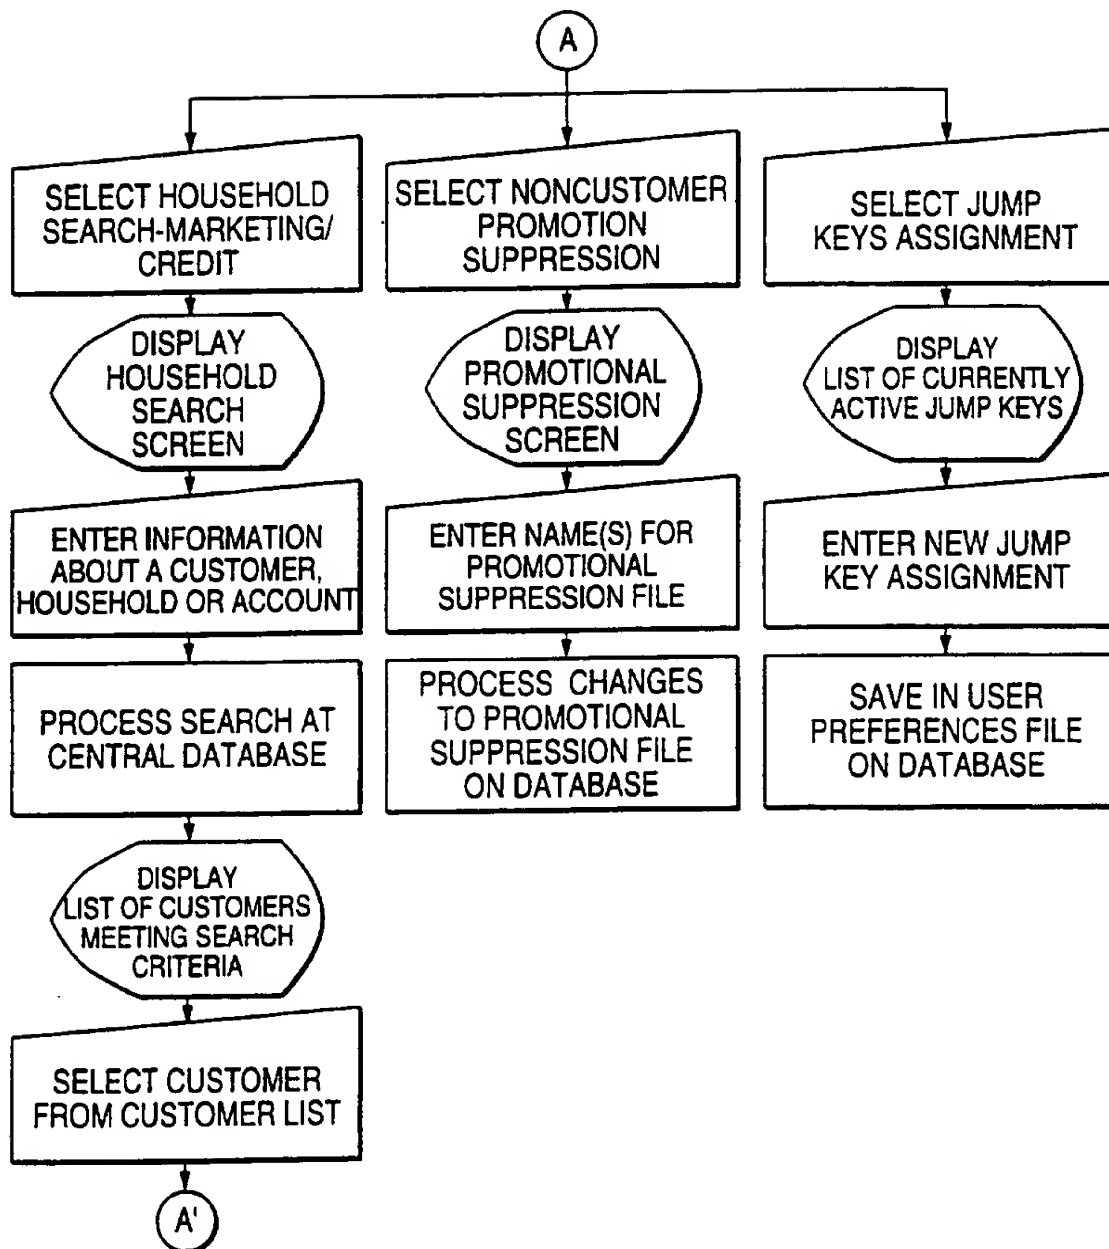 A
SELECT HOUSEHOLD
SEARCH-MARKETING/
CREDIT
DISPLAY
HOUSEHOLD
SEARCH
SCREEN
ENTER INFORMATION
ABOUT A CUSTOMER,
HOUSEHOLD OR ACCOUNT
PROCESS SEARCH AT
CENTRAL DATABASE
DISPLAY
LIST OF CUSTOMERS
MEETING SEARCH
CRITERIA
SELECT CUSTOMER
FROM CUSTOMER LIST
A'
SELECT NONCUSTOMER
PROMOTION
SUPPRESSION
DISPLAY
PROMOTIONAL
SUPPRESSION
SCREEN
ENTER NAME(S) FOR
PROMOTIONAL
SUPPRESSION FILE
PROCESS CHANGES
TO PROMOTIONAL
SUPPRESSION FILE
ON DATABASE
SELECT JUMP
KEYS ASSIGNMENT
DISPLAY
LIST OF CURRENTLY
ACTIVE JUMP KEYS
ENTER NEW JUMP
KEY ASSIGNMENT
SAVE IN USER
PREFERENCES FILE
ON DATABASE